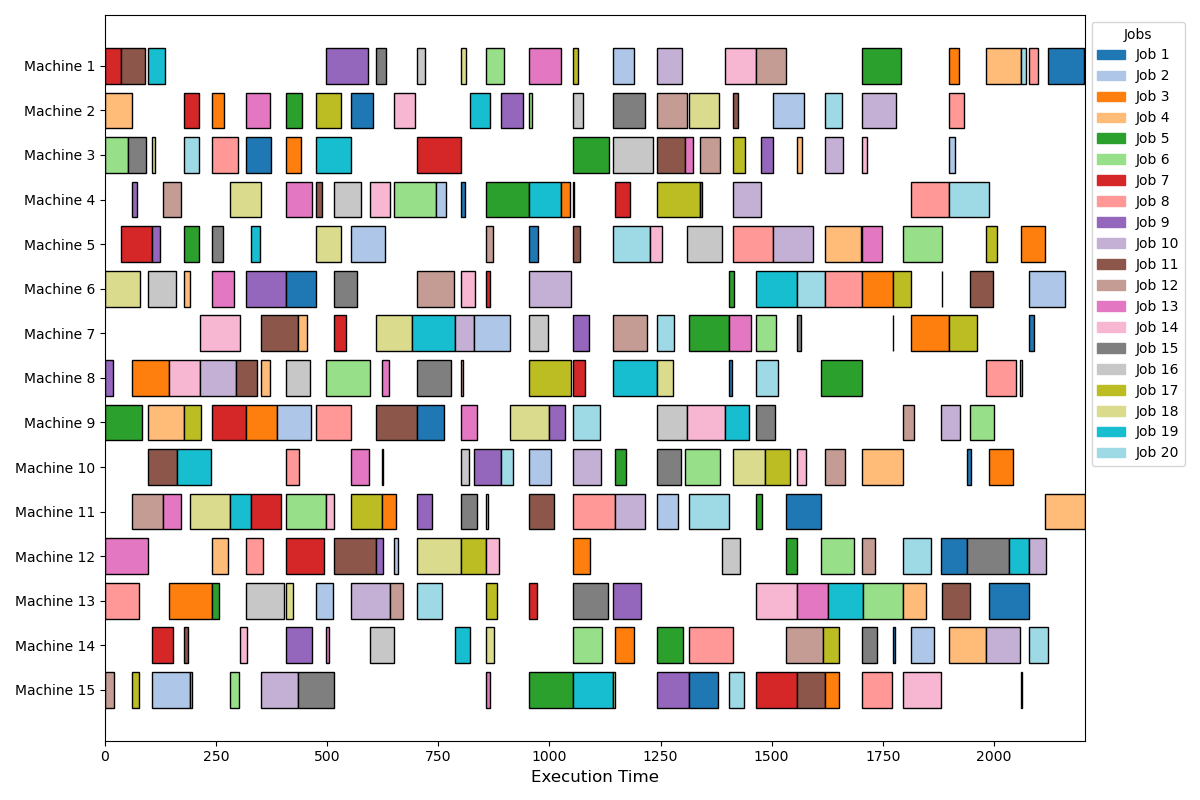 Machine 1
Machine 2
Machine 3
Machine 4
Machine 5
Machine 6
Machine 7
Machine 8
Machine 9
Machine 10
Machine 11
Machine 12
Machine 13
Machine 14
Machine 15
0 250 500 750 1000 1250 1500 1750 2000
Execution Time
Jobs
Job 1
Job 2
Job 3
Job 4
Job 5
Job 6
Job 7
Job 8
Job 9
Job 10
Job 11
Job 12
Job 13
Job 14
Job 15
Job 16
Job 17
Job 18
Job 19
Job 20